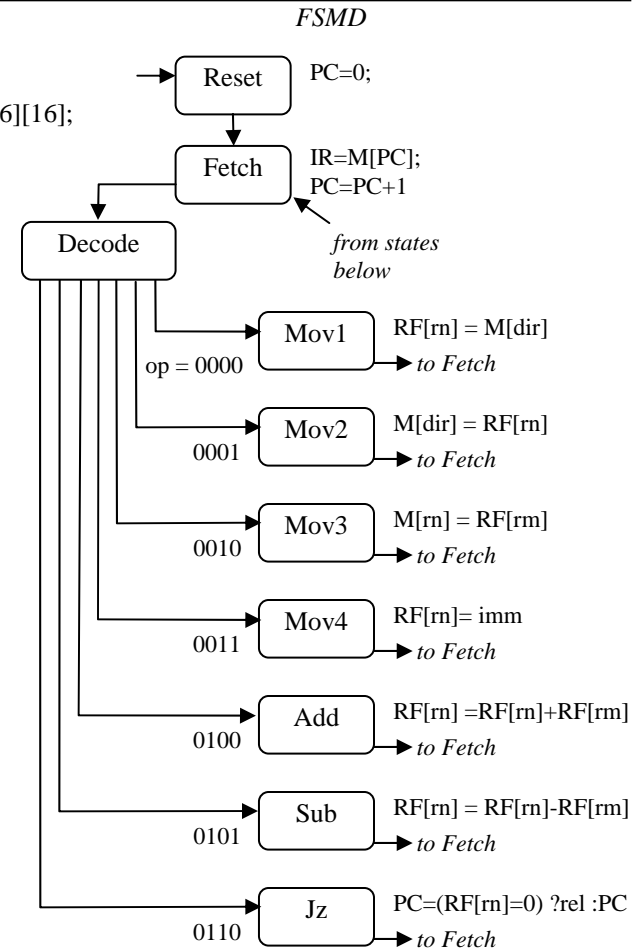 FSMD
Reset
PC=0;
6][16];
Fetch
IR=M[PC];
PC=PC+1
Decode
from states
below
Mov1
RF[rn] = M[dir]
op = 0000
to Fetch
Mov2
M[dir] = RF[rn]
0001
to Fetch
Mov3
M[rn] = RF[rm]
0010
to Fetch
Mov4
RF[rn]= imm
0011
to Fetch
Add
RF[rn] =RF[rn]+RF[rm]
0100
to Fetch
Sub
RF[rn] = RF[rn]-RF[rm]
0101
to Fetch
Jz
PC=(RF[rn]=0) ?rel :PC
0110
to Fetch